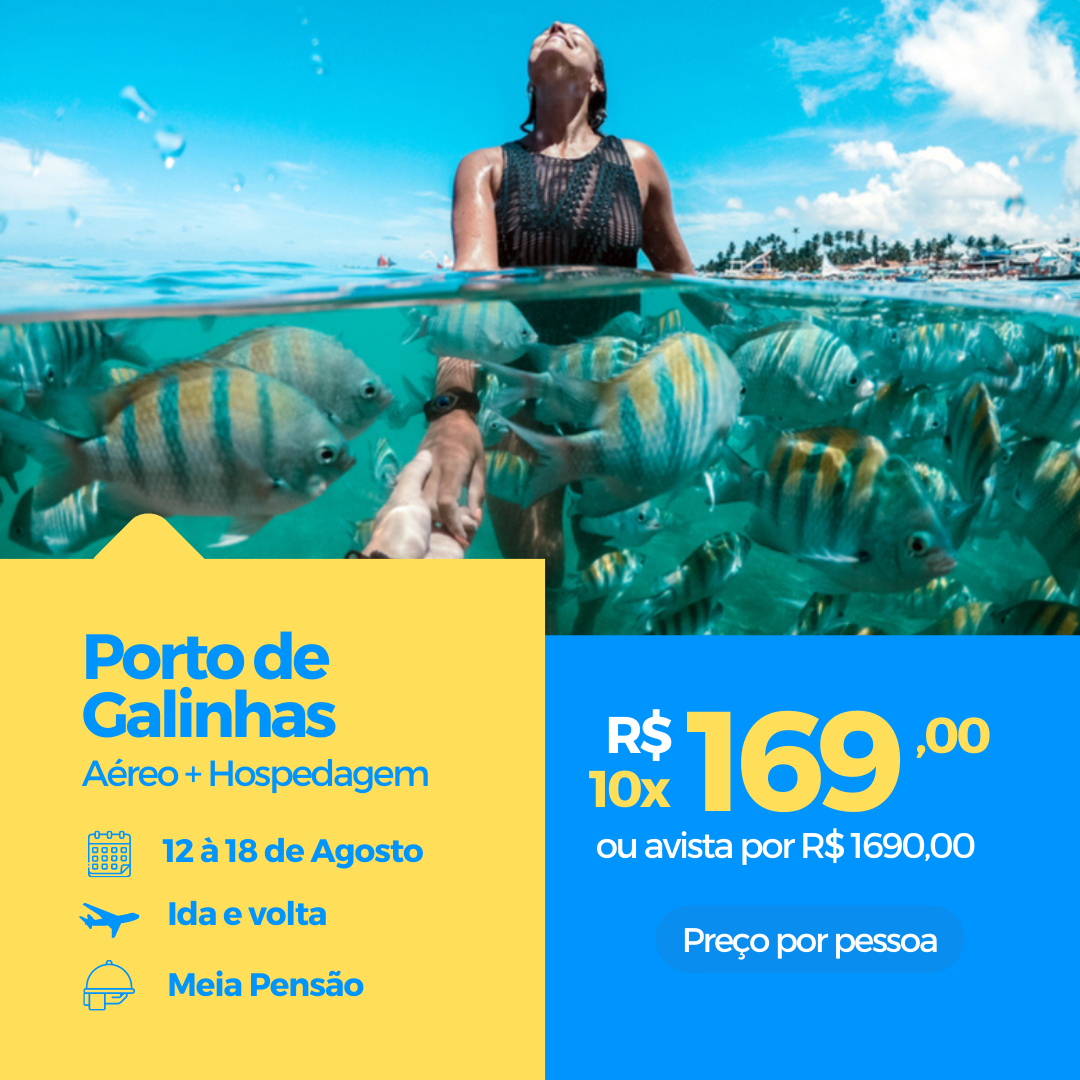 Porto de
Galinhas
Aéreo + Hospedagem
12 à 18 de Agosto
Ida e volta
Meia Pensão
R$
10x 169,00
ou avista por R$ 1690,00
Preço por pessoa